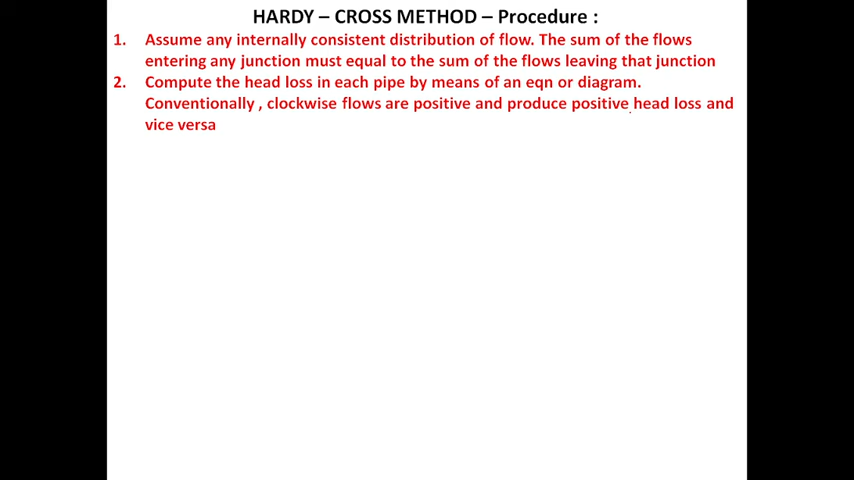 HARDY – CROSS METHOD – Procedure :
1. Assume any internally consistent distribution of flow. The sum of the flows
entering any junction must equal to the sum of the flows leaving that junction
2. Compute the head loss in each pipe by means of an eqn or diagram.
Conventionally , clockwise flows are positive and produce positive head loss and
vice versa